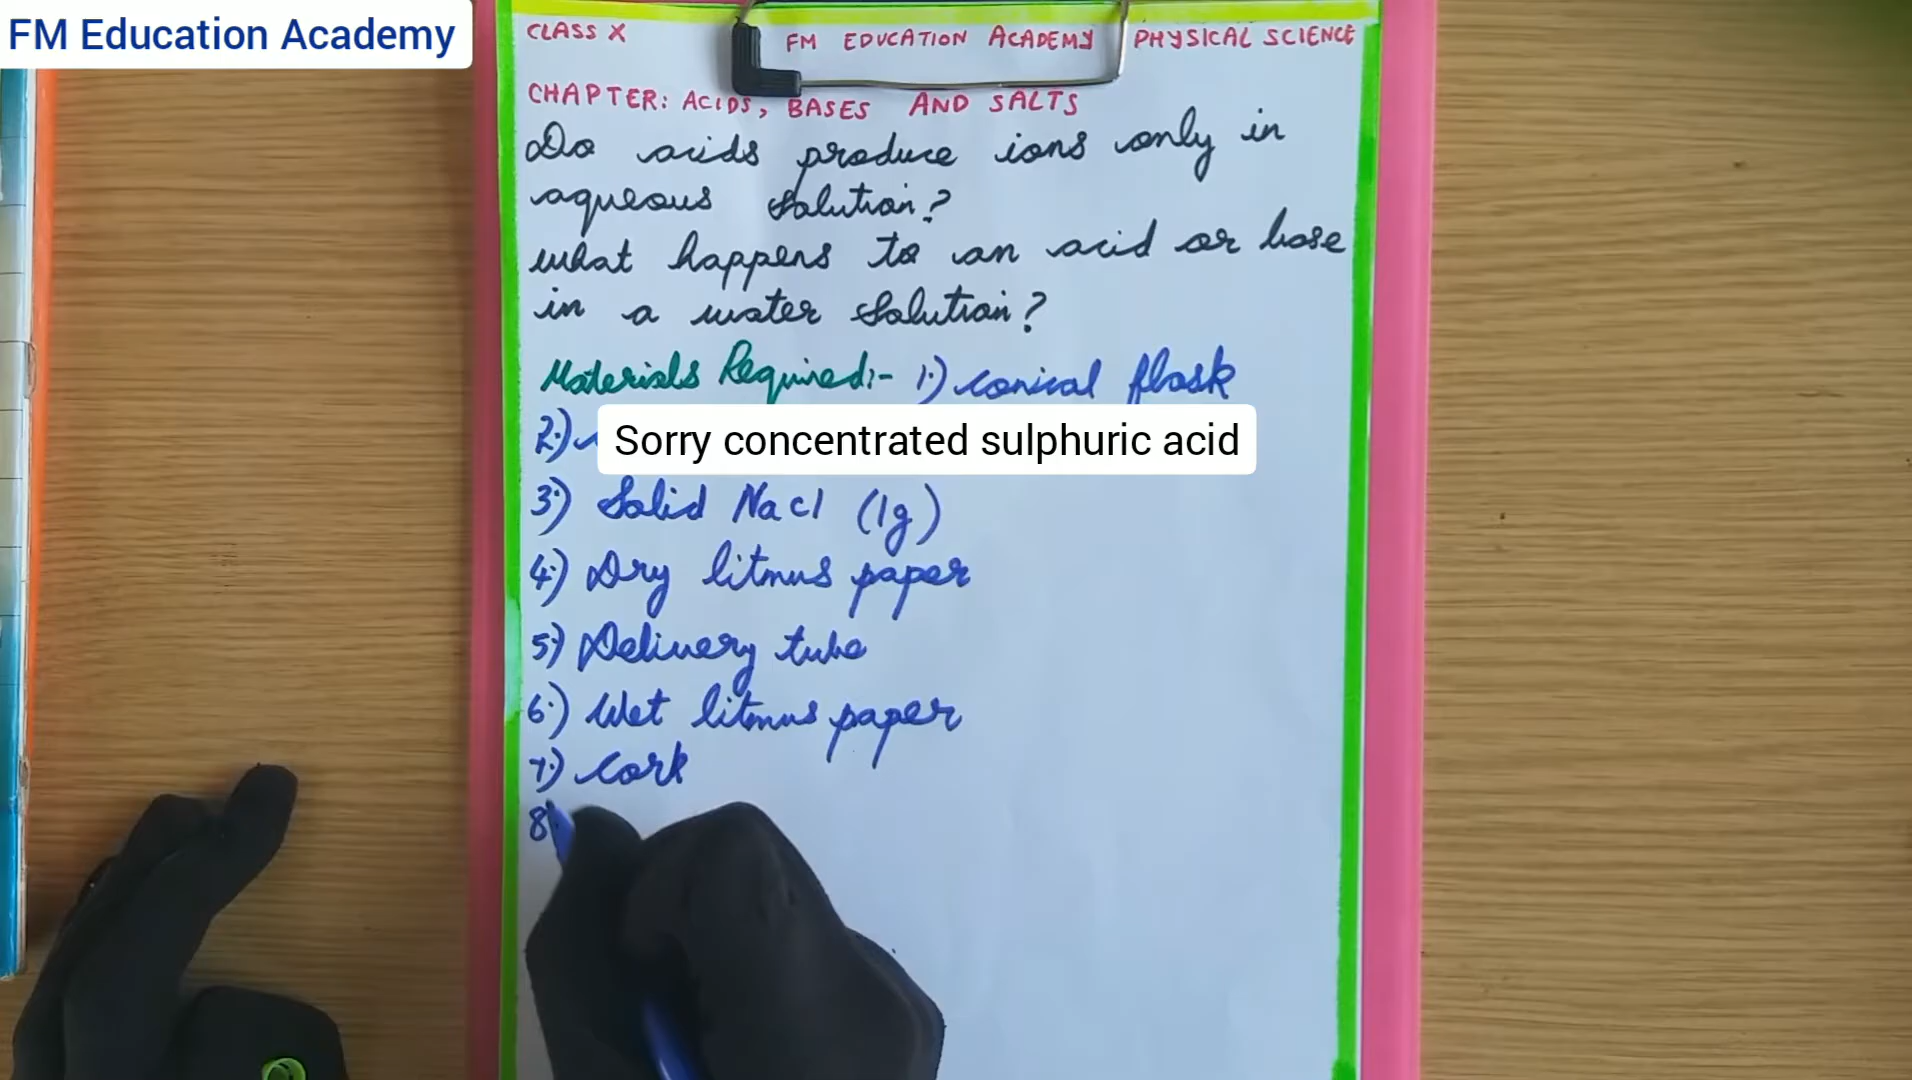 FM Education Academy
CLASS X FM EDUCATION ACADEMY PHYSICAL SCIENCE
CHAPTER: ACIDS, BASES AND SALTS
Do acids produce ions only in
aqueous solution?
what happens to an acid or base
in a water solution?
Materials Required:- 1.) conical flask
2.)
Sorry concentrated sulphuric acid
3.) Solid NaCl (1g)
4.) Dry litmus paper
5.) Delivery tube
6.) Wet litmus paper
7.) cork
8